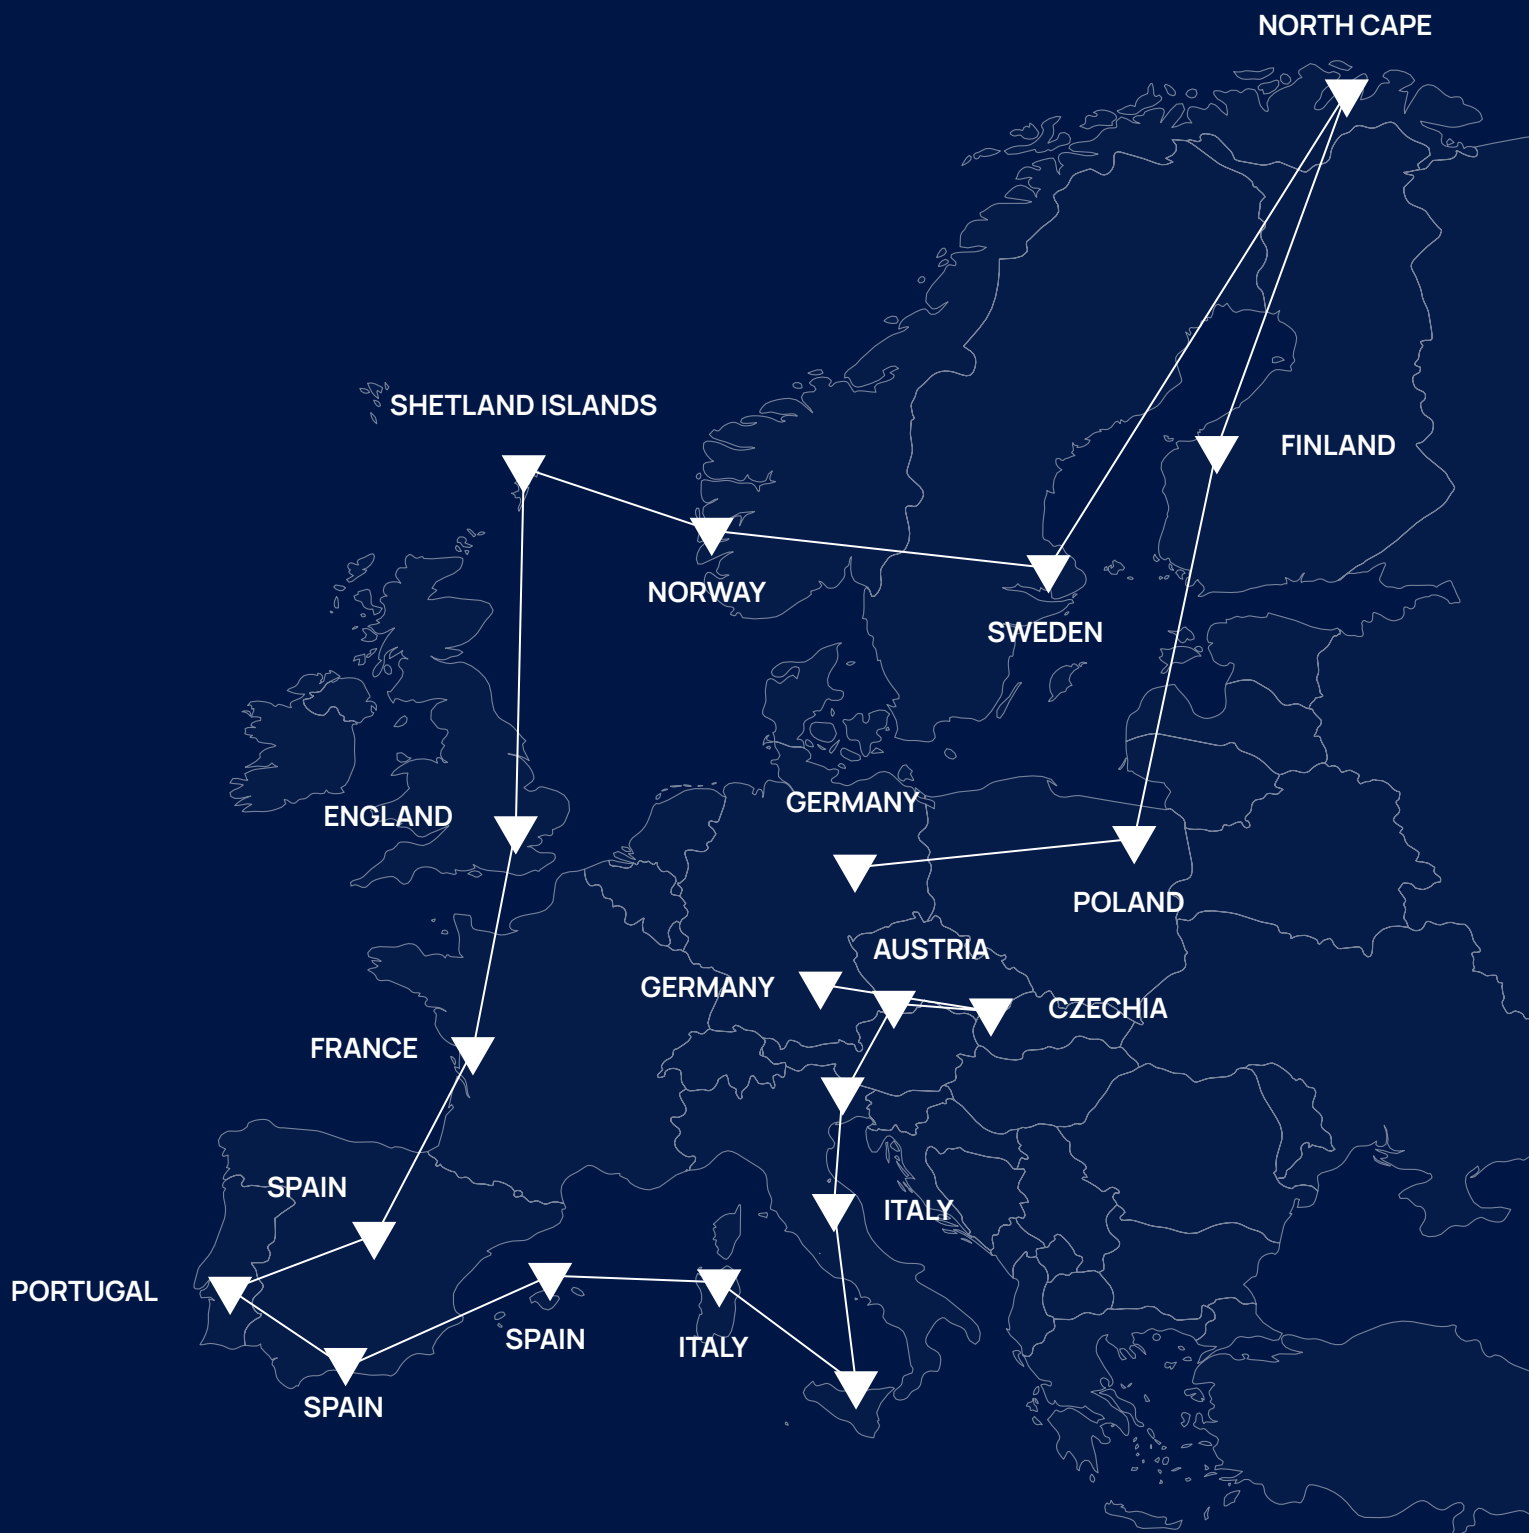 NORTH CAPE
SHETLAND ISLANDS
FINLAND
NORWAY
SWEDEN
GERMANY
ENGLAND
POLAND
AUSTRIA
GERMANY
CZECHIA
FRANCE
SPAIN
ITALY
PORTUGAL
SPAIN
ITALY
SPAIN